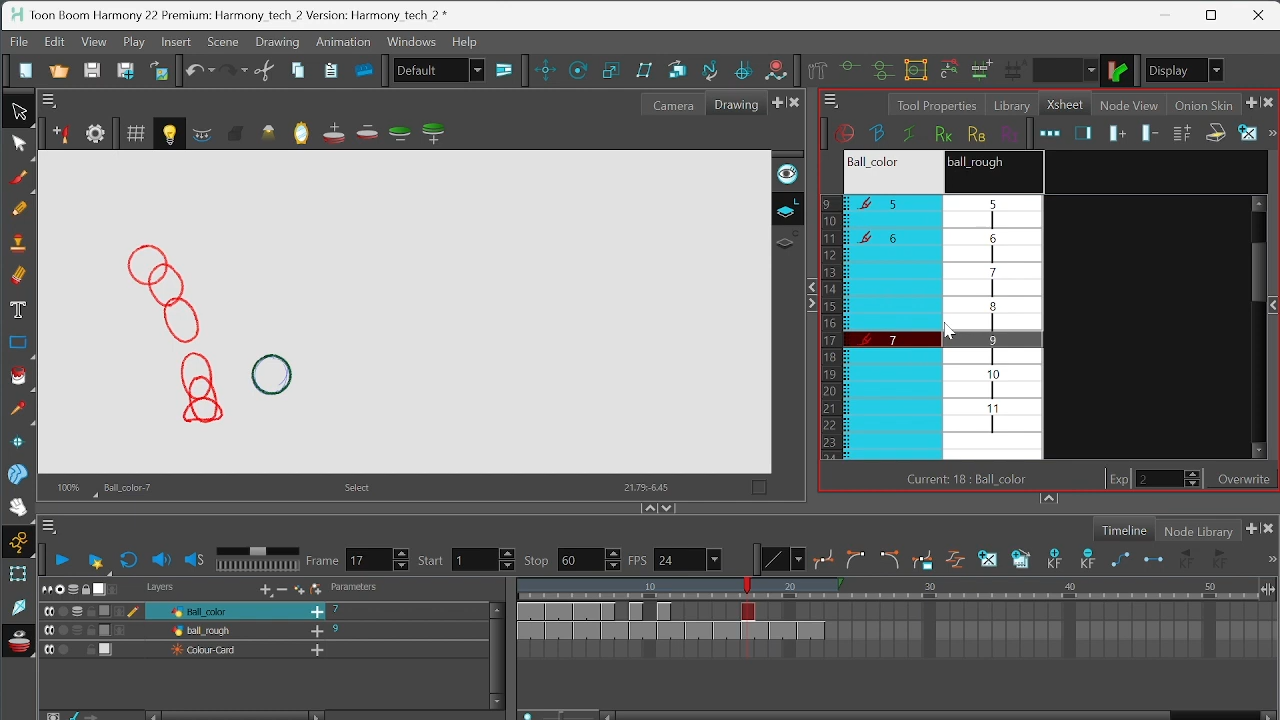 Toon Boom Harmony 22 Premium: Harmony_tech_2 Version: Harmony_tech_2 *
File Edit View Play Insert Scene Drawing Animation Windows Help
Default
Display
Camera Drawing
Tool Properties Library Xsheet Node View Onion Skin
Ball_color ball_rough
9 5 5
10
11 6 6
12
13 7
14
15 8
16
17 7 9
18
19 10
20
21 11
22
23
24
100% Ball_color-7 Select 21.79:-6.45
Current: 18 : Ball_color Exp 2 Overwrite
Timeline Node Library
Frame 17 Start 1 Stop 60 FPS 24
Layers Parameters 10 20 30 40 50
Ball_color 7
ball_rough 9
Colour-Card